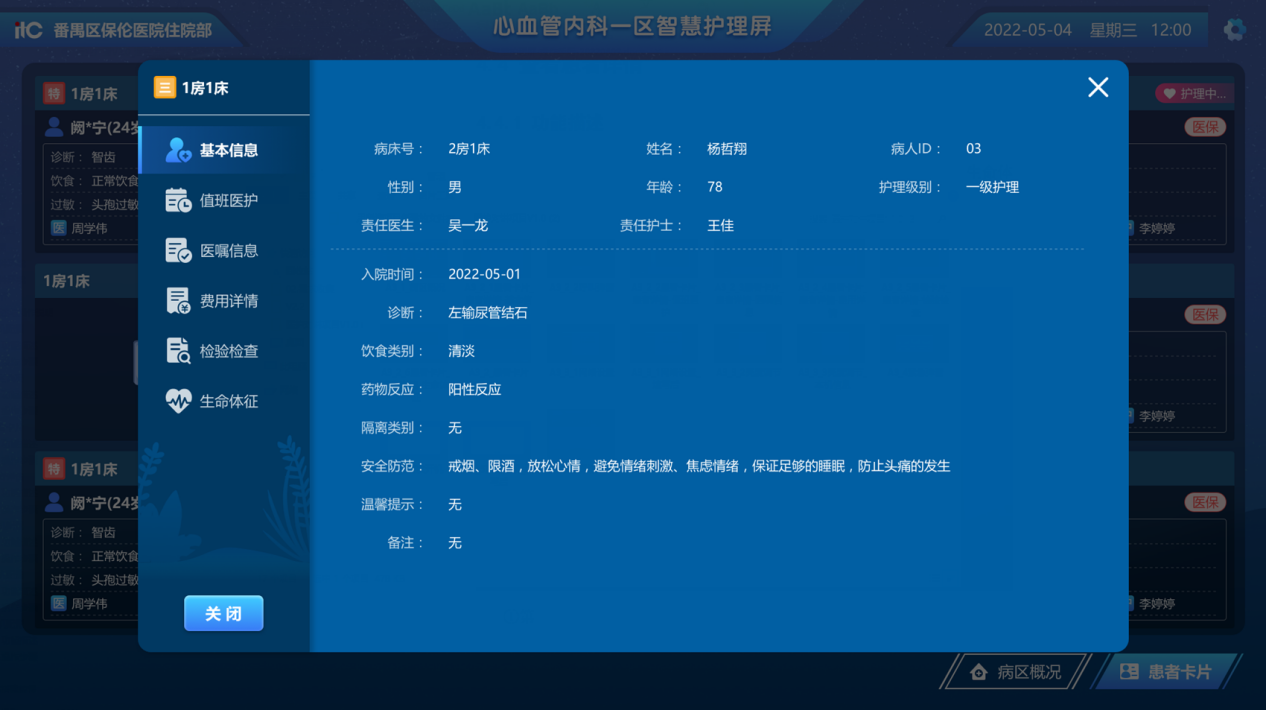 itC 番禺区保伦医院住院部
心血管内科一区智慧护理屏
2022-05-04 星期三 12:00
特 1房1床
阙*宁(24岁
诊断： 智齿
饮食： 正常饮食
过敏： 头孢过敏
医 周学伟
1房1床
特 1房1床
阙*宁(24岁
诊断： 智齿
饮食： 正常饮食
过敏： 头孢过敏
医 周学伟
三 1房1床
基本信息
值班医护
医嘱信息
费用详情
检验检查
生命体征
关闭
病床号： 2房1床 姓名： 杨哲翔 病人ID： 03
性别： 男 年龄： 78 护理级别： 一级护理
责任医生： 吴一龙 责任护士： 王佳
入院时间： 2022-05-01
诊断： 左输尿管结石
饮食类别： 清淡
药物反应： 阳性反应
隔离类别： 无
安全防范： 戒烟、限酒，放松心情，避免情绪刺激、焦虑情绪，保证足够的睡眠，防止头痛的发生
温馨提示： 无
备注： 无
护理中...
医保
李婷婷
医保
李婷婷
医保
李婷婷
病区概况
患者卡片